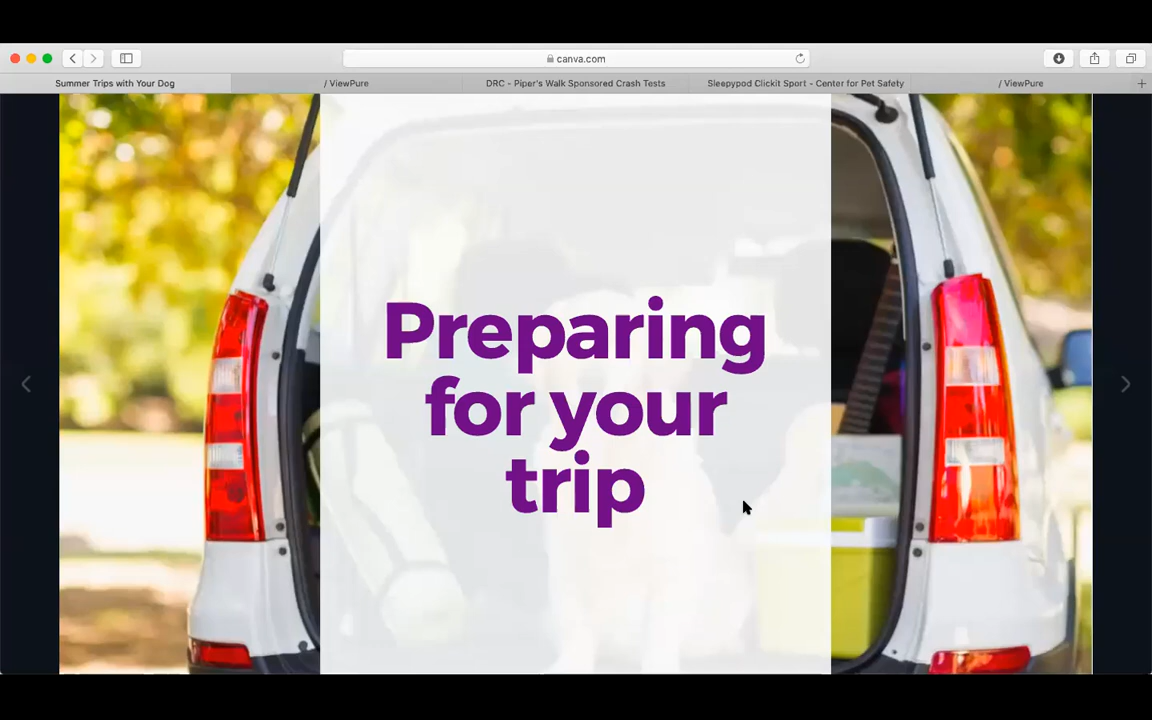 canva.com
Summer Trips with Your Dog
/ ViewPure
DRC - Piper's Walk Sponsored Crash Tests
Sleepypod Clickit Sport - Center for Pet Safety
/ ViewPure
Preparing
for your
trip